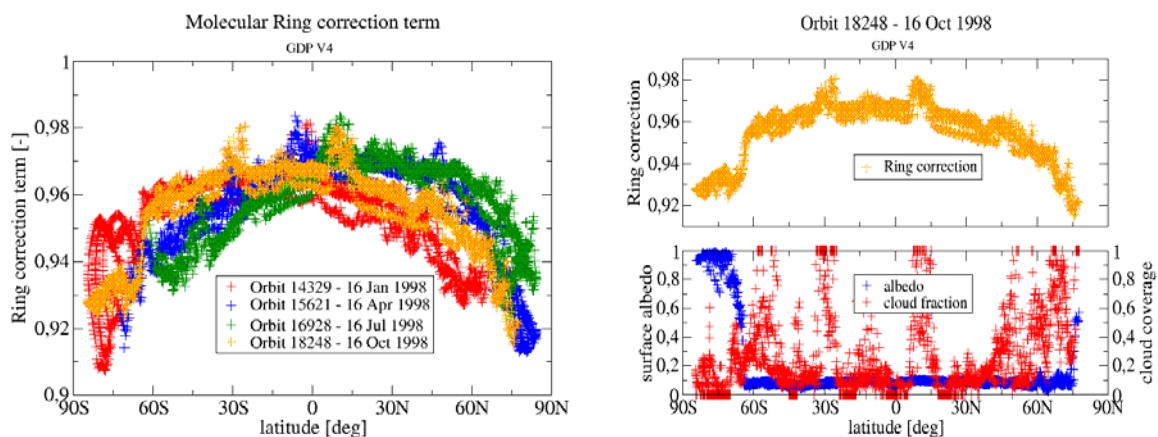 Molecular Ring correction term
GDP V4
Ring correction term [-]
1
0,98
0,96
0,94
0,92
0,9
Orbit 14329 - 16 Jan 1998
Orbit 15621 - 16 Apr 1998
Orbit 16928 - 16 Jul 1998
Orbit 18248 - 16 Oct 1998
90S 60S 30S 0 30N 60N 90N
latitude [deg]
Orbit 18248 - 16 Oct 1998
GDP V4
Ring correction
0,98
0,96
0,94
0,92
Ring correction
surface albedo
1
0,8
0,6
0,4
0,2
0
albedo
cloud fraction
1
0,8
0,6
0,4
0,2
0
cloud coverage
90S 60S 30S 0 30N 60N 90N
latitude [deg]